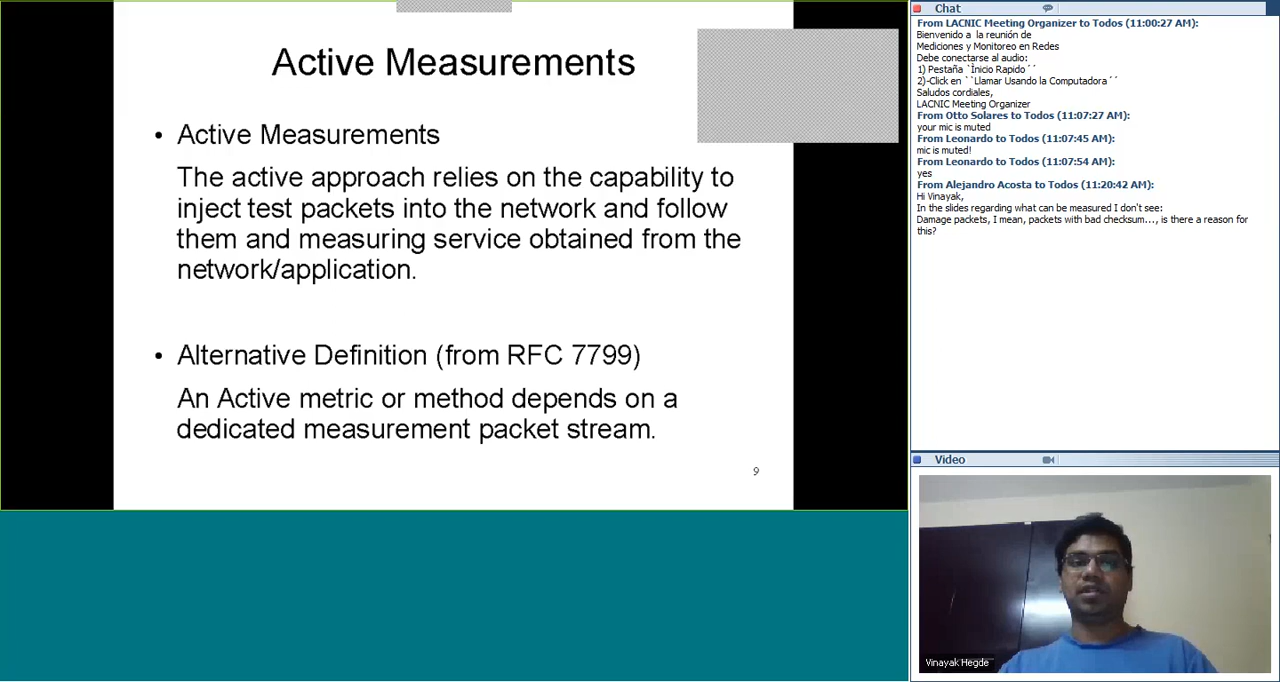 Active Measurements
• Active Measurements
The active approach relies on the capability to
inject test packets into the network and follow
them and measuring service obtained from the
network/application.
• Alternative Definition (from RFC 7799)
An Active metric or method depends on a
dedicated measurement packet stream.
9
Chat
From LACNIC Meeting Organizer to Todos (11:00:27 AM):
Bienvenido a la reunión de
Mediciones y Monitoreo en Redes
Debe conectarse al audio:
1) Pestaña `Ìnicio Rapido´´
2)-Click en ``Llamar Usando la Computadora´´
Saludos cordiales,
LACNIC Meeting Organizer
From Otto Solares to Todos (11:07:27 AM):
your mic is muted
From Leonardo to Todos (11:07:45 AM):
mic is muted!
From Leonardo to Todos (11:07:54 AM):
yes
From Alejandro Acosta to Todos (11:20:42 AM):
Hi Vinayak,
In the slides regarding what can be measured I don't see:
Damage packets, I mean, packets with bad checksum..., is there a reason for
this?
Video
Vinayak Hegde